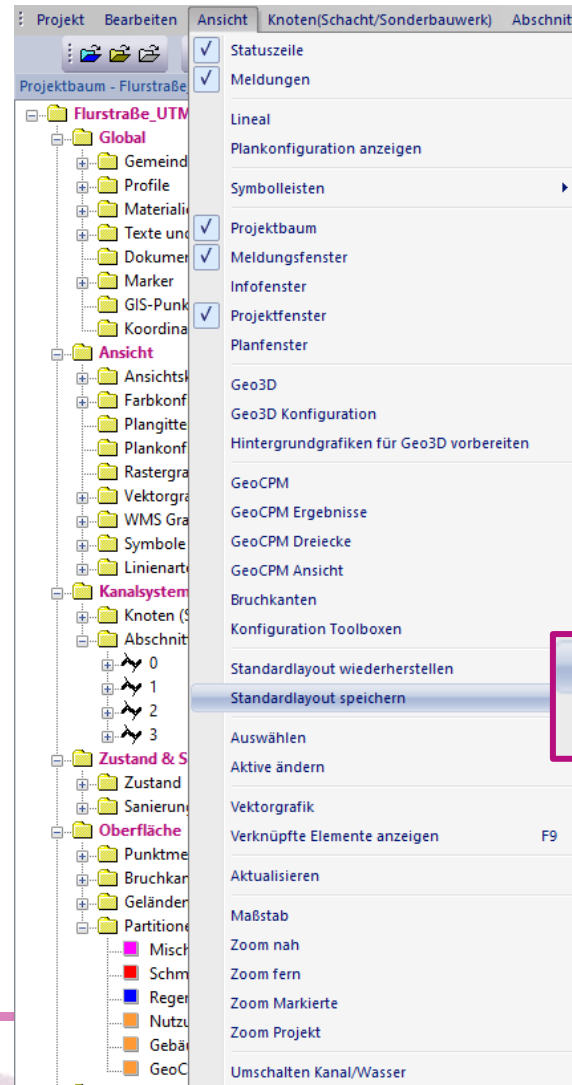 Projekt Bearbeiten Ansicht Knoten(Schacht/Sonderbauwerk) Abschnit
Projektbaum - Flurstraße
Flurstraße_UTM
Global
Gemeind
Profile
Materiali
Texte und
Dokumen
Marker
GIS-Punk
Koordina
Ansicht
Ansichtsk
Farbkonf
Plangitte
Plankonf
Rastergra
Vektorgra
WMS Gra
Symbole
Linienart
Kanalsystem
Knoten (S
Abschnit
0
1
2
3
Zustand & S
Zustand
Sanierun
Oberfläche
Punktme
Bruchkan
Geländen
Partitione
Misch
Schm
Regen
Nutzu
Gebäu
GeoC
Statuszeile
Meldungen
Lineal
Plankonfiguration anzeigen
Symbolleisten
Projektbaum
Meldungsfenster
Infofenster
Projektfenster
Planfenster
Geo3D
Geo3D Konfiguration
Hintergrundgrafiken für Geo3D vorbereiten
GeoCPM
GeoCPM Ergebnisse
GeoCPM Dreiecke
GeoCPM Ansicht
Bruchkanten
Konfiguration Toolboxen
Standardlayout wiederherstellen
Standardlayout speichern
Auswählen
Aktive ändern
Vektorgrafik
Verknüpfte Elemente anzeigen F9
Aktualisieren
Maßstab
Zoom nah
Zoom fern
Zoom Markierte
Zoom Projekt
Umschalten Kanal/Wasser